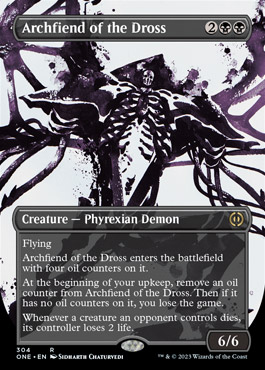 Archfiend of the Dross 2
Creature — Phyrexian Demon
Flying
Archfiend of the Dross enters the battlefield
with four oil counters on it.
At the beginning of your upkeep, remove an oil
counter from Archfiend of the Dross. Then if it
has no oil counters on it, you lose the game.
Whenever a creature an opponent controls dies,
its controller loses 2 life.
6/6
304 R
ONE • EN Sidharth Chaturvedi
™ & © 2023 Wizards of the Coast